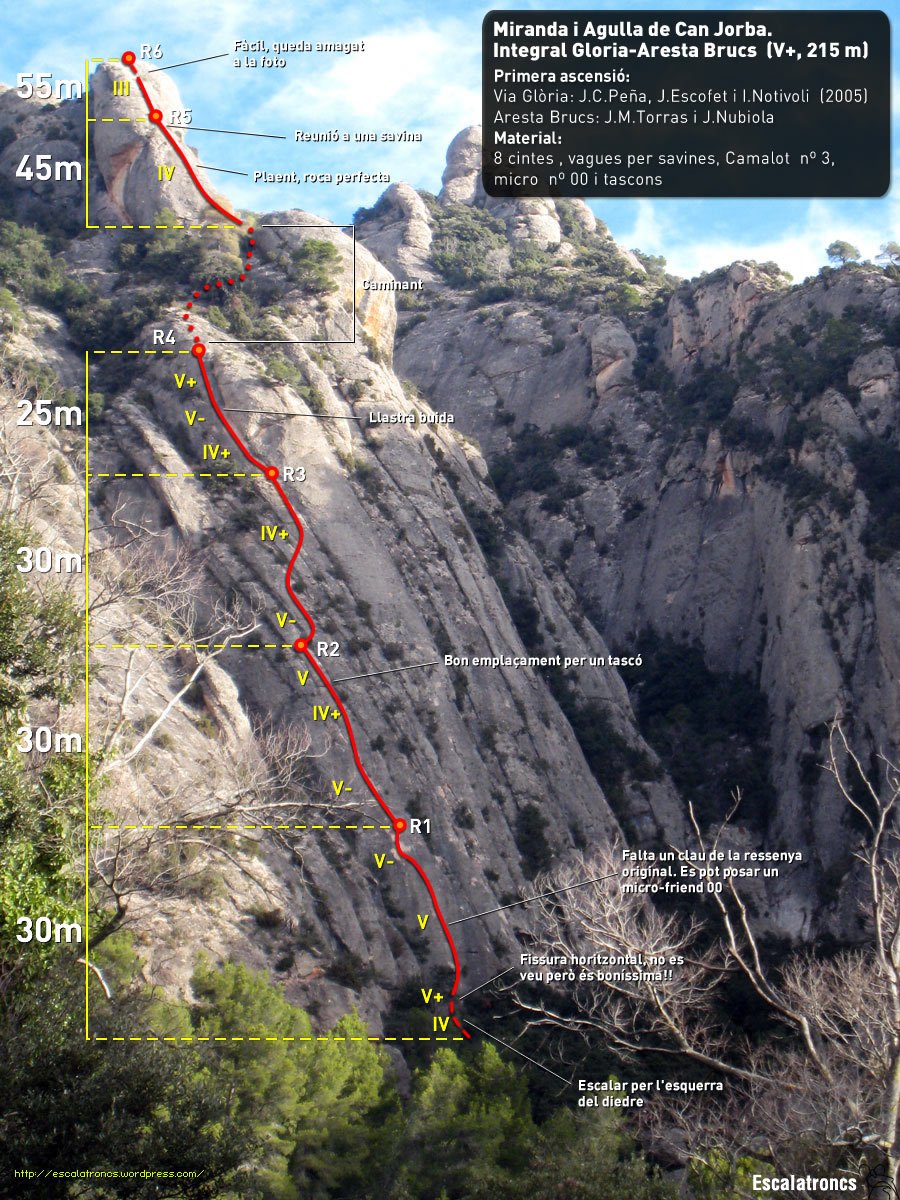 Miranda i Agulla de Can Jorba.
Integral Gloria-Aresta Brucs (V+, 215 m)
Primera ascensió:
Via Glòria: J.C.Peña, J.Escofet i I.Notivoli (2005)
Aresta Brucs: J.M.Torras i J.Nubiola
Material:
8 cintes , vagues per savines, Camalot nº 3,
micro nº 00 i tascons
R6
Fàcil, queda amagat
a la foto
55m
III
R5
Reunió a una savina
45m
IV
Plaent, roca perfecta
Caminant
R4
V+
25m
V-
Llastra buida
IV+
R3
IV+
30m
V-
R2
Bon emplaçament per un tascó
V
IV+
30m
V-
R1
V-
Falta un clau de la ressenya
original. Es pot posar un
micro-friend 00
V
30m
Fissura horitzontal, no es
veu però és boníssima!!
V+
IV
Escalar per l'esquerra
del diedre
http://escalatroncs.wordpress.com/
Escalatroncs